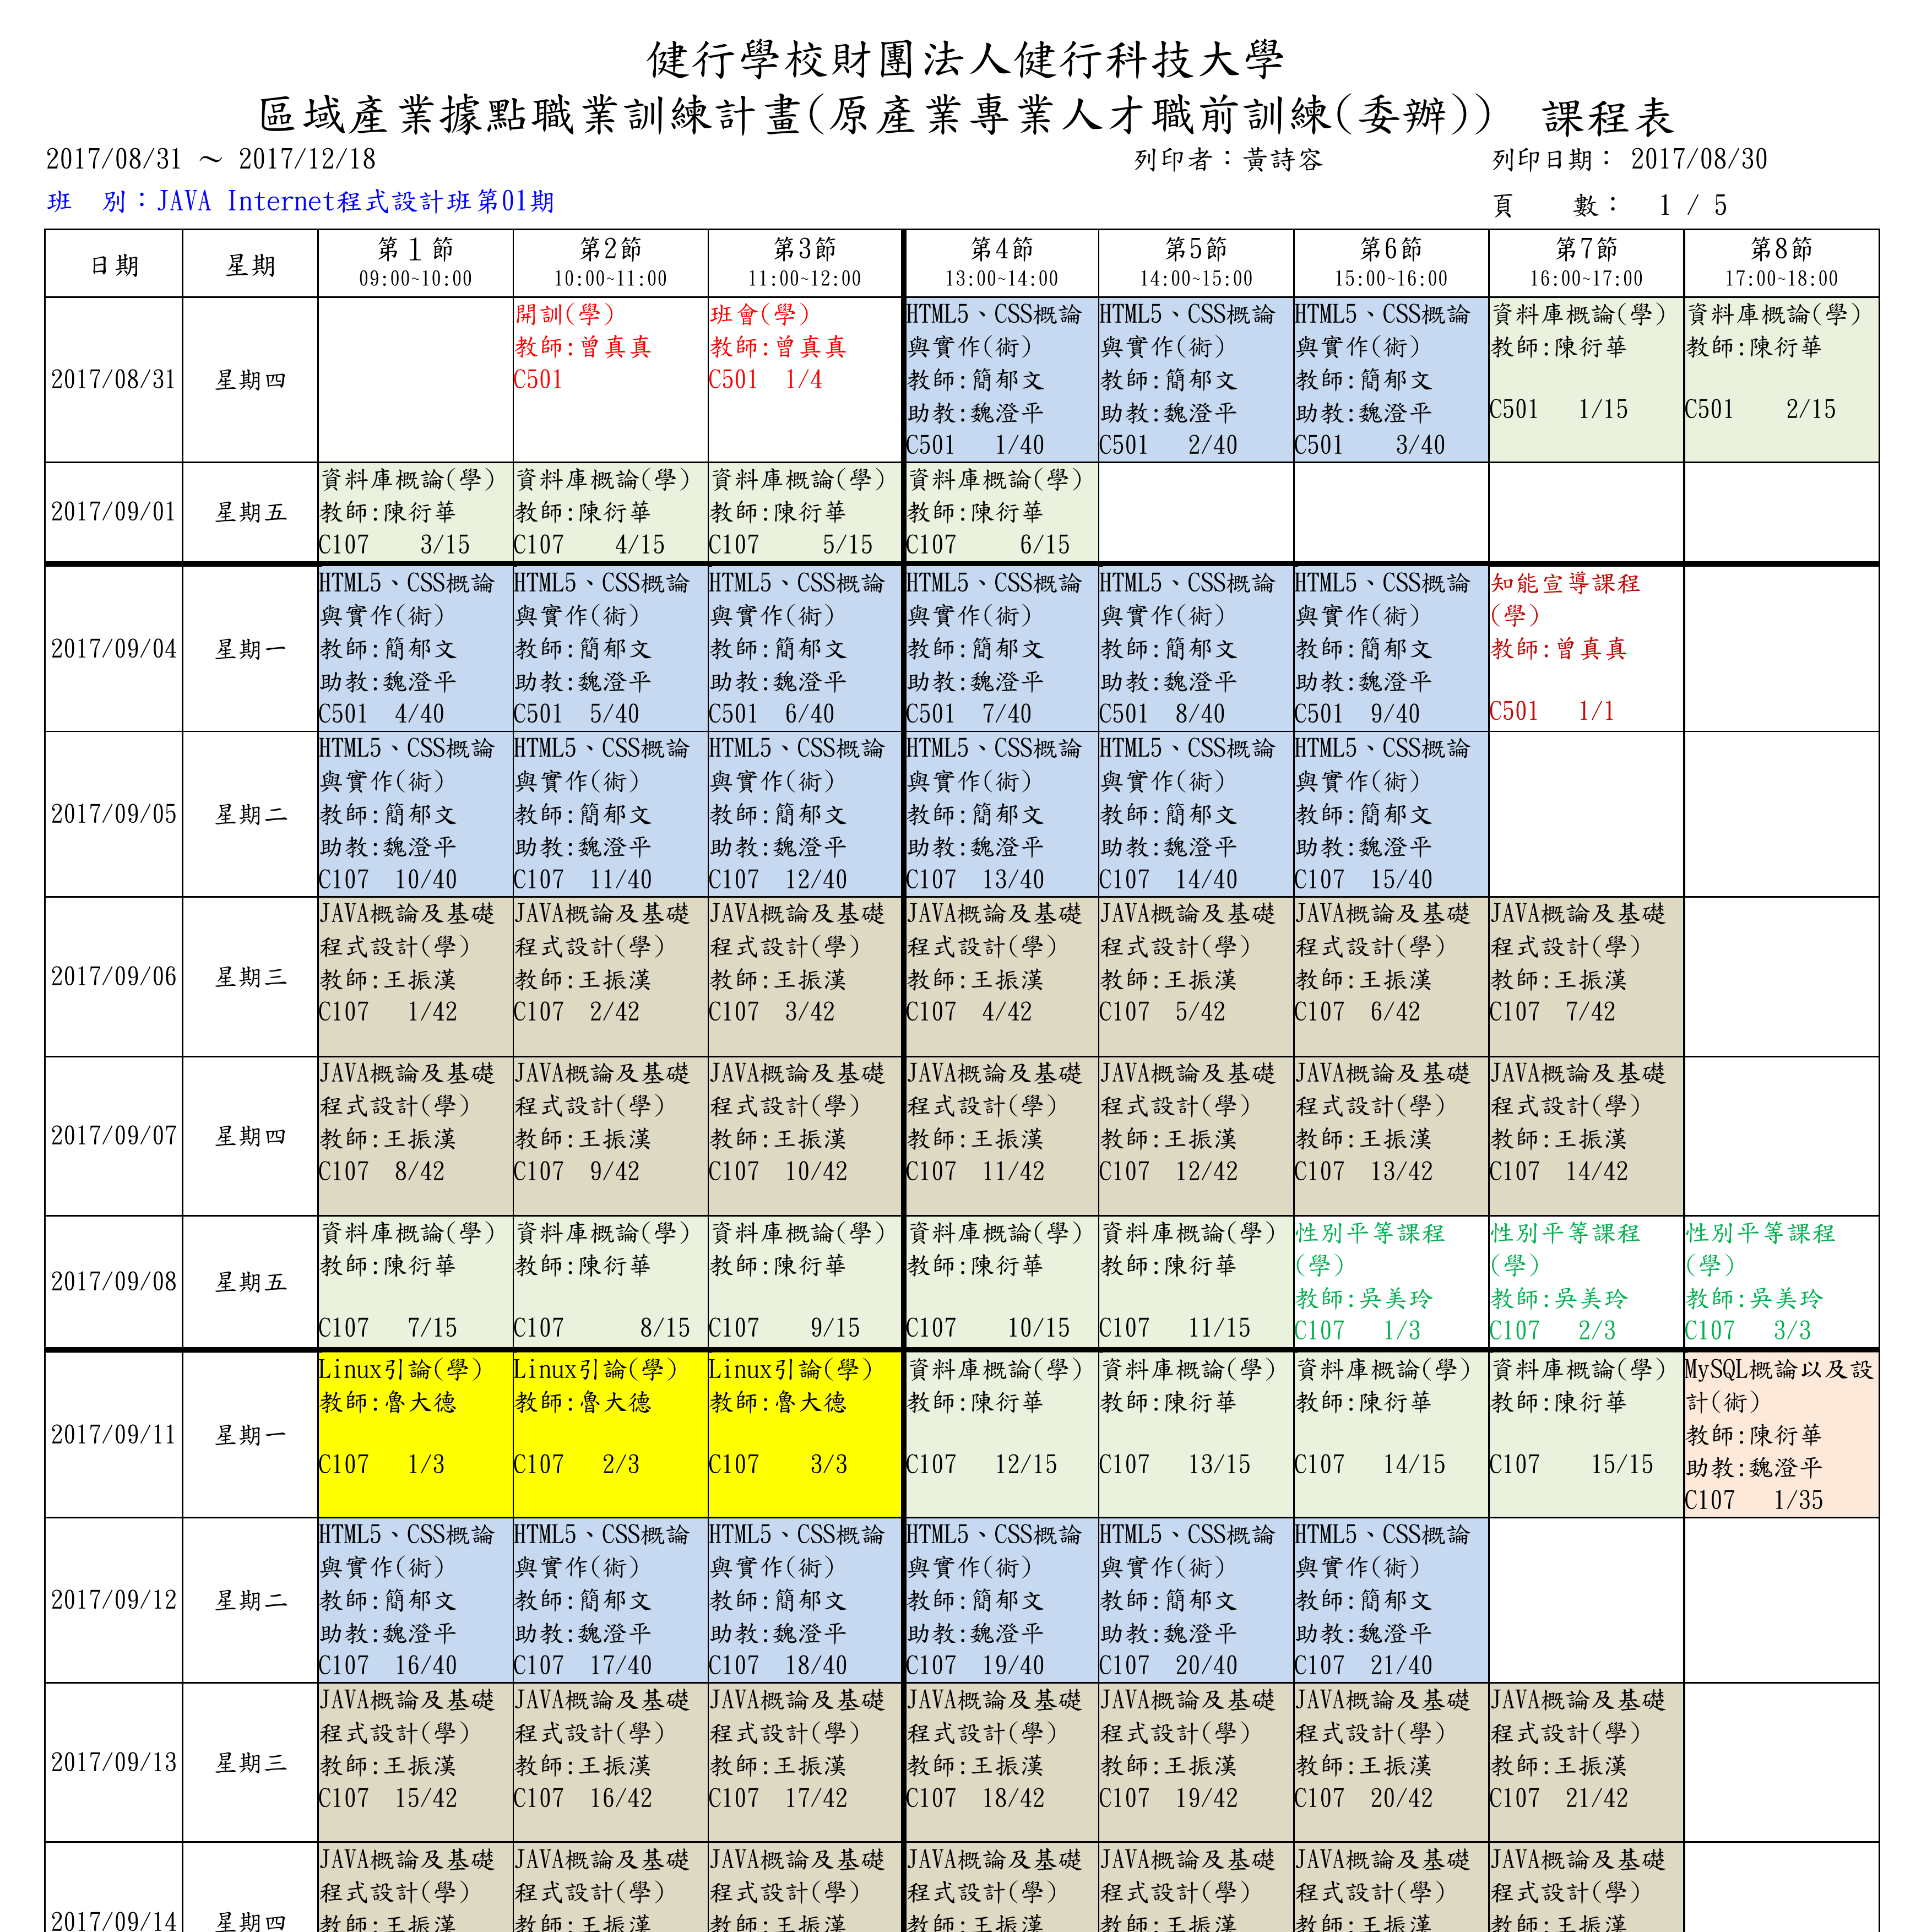 健行學校財團法人健行科技大學
區域產業據點職業訓練計畫(原產業專業人才職前訓練(委辦)) 課程表
2017/08/31 ～ 2017/12/18 列印者：黃詩容 列印日期： 2017/08/30
班 別：JAVA Internet程式設計班第01期 頁 數： 1 / 5
日期 星期 第１節 第2節 第3節 第4節 第5節 第6節 第7節 第8節
09:00~10:00 10:00~11:00 11:00~12:00 13:00~14:00 14:00~15:00 15:00~16:00 16:00~17:00 17:00~18:00
2017/08/31 星期四
開訓(學)
教師:曾真真
C501
班會(學)
教師:曾真真
C501 1/4
HTML5、CSS概論
與實作(術)
教師:簡郁文
助教:魏澄平
C501 1/40
HTML5、CSS概論
與實作(術)
教師:簡郁文
助教:魏澄平
C501 2/40
HTML5、CSS概論
與實作(術)
教師:簡郁文
助教:魏澄平
C501 3/40
資料庫概論(學)
教師:陳衍華
C501 1/15
資料庫概論(學)
教師:陳衍華
C501 2/15
2017/09/01 星期五
資料庫概論(學)
教師:陳衍華
C107 3/15
資料庫概論(學)
教師:陳衍華
C107 4/15
資料庫概論(學)
教師:陳衍華
C107 5/15
資料庫概論(學)
教師:陳衍華
C107 6/15
2017/09/04 星期一
HTML5、CSS概論
與實作(術)
教師:簡郁文
助教:魏澄平
C501 4/40
HTML5、CSS概論
與實作(術)
教師:簡郁文
助教:魏澄平
C501 5/40
HTML5、CSS概論
與實作(術)
教師:簡郁文
助教:魏澄平
C501 6/40
HTML5、CSS概論
與實作(術)
教師:簡郁文
助教:魏澄平
C501 7/40
HTML5、CSS概論
與實作(術)
教師:簡郁文
助教:魏澄平
C501 8/40
HTML5、CSS概論
與實作(術)
教師:簡郁文
助教:魏澄平
C501 9/40
知能宣導課程
(學)
教師:曾真真
C501 1/1
2017/09/05 星期二
HTML5、CSS概論
與實作(術)
教師:簡郁文
助教:魏澄平
C107 10/40
HTML5、CSS概論
與實作(術)
教師:簡郁文
助教:魏澄平
C107 11/40
HTML5、CSS概論
與實作(術)
教師:簡郁文
助教:魏澄平
C107 12/40
HTML5、CSS概論
與實作(術)
教師:簡郁文
助教:魏澄平
C107 13/40
HTML5、CSS概論
與實作(術)
教師:簡郁文
助教:魏澄平
C107 14/40
HTML5、CSS概論
與實作(術)
教師:簡郁文
助教:魏澄平
C107 15/40
2017/09/06 星期三
JAVA概論及基礎
程式設計(學)
教師:王振漢
C107 1/42
JAVA概論及基礎
程式設計(學)
教師:王振漢
C107 2/42
JAVA概論及基礎
程式設計(學)
教師:王振漢
C107 3/42
JAVA概論及基礎
程式設計(學)
教師:王振漢
C107 4/42
JAVA概論及基礎
程式設計(學)
教師:王振漢
C107 5/42
JAVA概論及基礎
程式設計(學)
教師:王振漢
C107 6/42
JAVA概論及基礎
程式設計(學)
教師:王振漢
C107 7/42
2017/09/07 星期四
JAVA概論及基礎
程式設計(學)
教師:王振漢
C107 8/42
JAVA概論及基礎
程式設計(學)
教師:王振漢
C107 9/42
JAVA概論及基礎
程式設計(學)
教師:王振漢
C107 10/42
JAVA概論及基礎
程式設計(學)
教師:王振漢
C107 11/42
JAVA概論及基礎
程式設計(學)
教師:王振漢
C107 12/42
JAVA概論及基礎
程式設計(學)
教師:王振漢
C107 13/42
JAVA概論及基礎
程式設計(學)
教師:王振漢
C107 14/42
2017/09/08 星期五
資料庫概論(學)
教師:陳衍華
C107 7/15
資料庫概論(學)
教師:陳衍華
C107 8/15
資料庫概論(學)
教師:陳衍華
C107 9/15
資料庫概論(學)
教師:陳衍華
C107 10/15
資料庫概論(學)
教師:陳衍華
C107 11/15
性別平等課程
(學)
教師:吳美玲
C107 1/3
性別平等課程
(學)
教師:吳美玲
C107 2/3
性別平等課程
(學)
教師:吳美玲
C107 3/3
2017/09/11 星期一
Linux引論(學)
教師:魯大德
C107 1/3
Linux引論(學)
教師:魯大德
C107 2/3
Linux引論(學)
教師:魯大德
C107 3/3
資料庫概論(學)
教師:陳衍華
C107 12/15
資料庫概論(學)
教師:陳衍華
C107 13/15
資料庫概論(學)
教師:陳衍華
C107 14/15
資料庫概論(學)
教師:陳衍華
C107 15/15
MySQL概論以及設
計(術)
教師:陳衍華
助教:魏澄平
C107 1/35
2017/09/12 星期二
HTML5、CSS概論
與實作(術)
教師:簡郁文
助教:魏澄平
C107 16/40
HTML5、CSS概論
與實作(術)
教師:簡郁文
助教:魏澄平
C107 17/40
HTML5、CSS概論
與實作(術)
教師:簡郁文
助教:魏澄平
C107 18/40
HTML5、CSS概論
與實作(術)
教師:簡郁文
助教:魏澄平
C107 19/40
HTML5、CSS概論
與實作(術)
教師:簡郁文
助教:魏澄平
C107 20/40
HTML5、CSS概論
與實作(術)
教師:簡郁文
助教:魏澄平
C107 21/40
2017/09/13 星期三
JAVA概論及基礎
程式設計(學)
教師:王振漢
C107 15/42
JAVA概論及基礎
程式設計(學)
教師:王振漢
C107 16/42
JAVA概論及基礎
程式設計(學)
教師:王振漢
C107 17/42
JAVA概論及基礎
程式設計(學)
教師:王振漢
C107 18/42
JAVA概論及基礎
程式設計(學)
教師:王振漢
C107 19/42
JAVA概論及基礎
程式設計(學)
教師:王振漢
C107 20/42
JAVA概論及基礎
程式設計(學)
教師:王振漢
C107 21/42
2017/09/14 星期四
JAVA概論及基礎
程式設計(學)
教師:王振漢
JAVA概論及基礎
程式設計(學)
教師:王振漢
JAVA概論及基礎
程式設計(學)
教師:王振漢
JAVA概論及基礎
程式設計(學)
教師:王振漢
JAVA概論及基礎
程式設計(學)
教師:王振漢
JAVA概論及基礎
程式設計(學)
教師:王振漢
JAVA概論及基礎
程式設計(學)
教師:王振漢